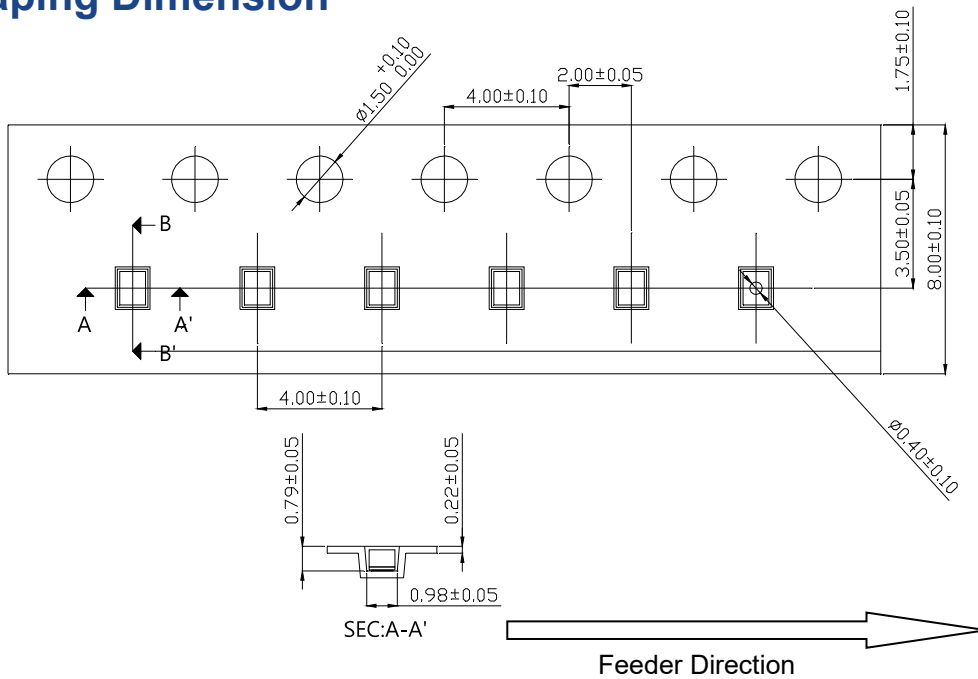 aping Dimension
1.75±0.10
+0.10
ø1.50 0.00
2.00±0.05
4.00±0.10
3.50±0.05
8.00±0.10
B
A
A'
B'
4.00±0.10
ø0.40±0.10
0.79±0.05
0.22±0.05
0.98±0.05
SEC:A-A'
Feeder Direction